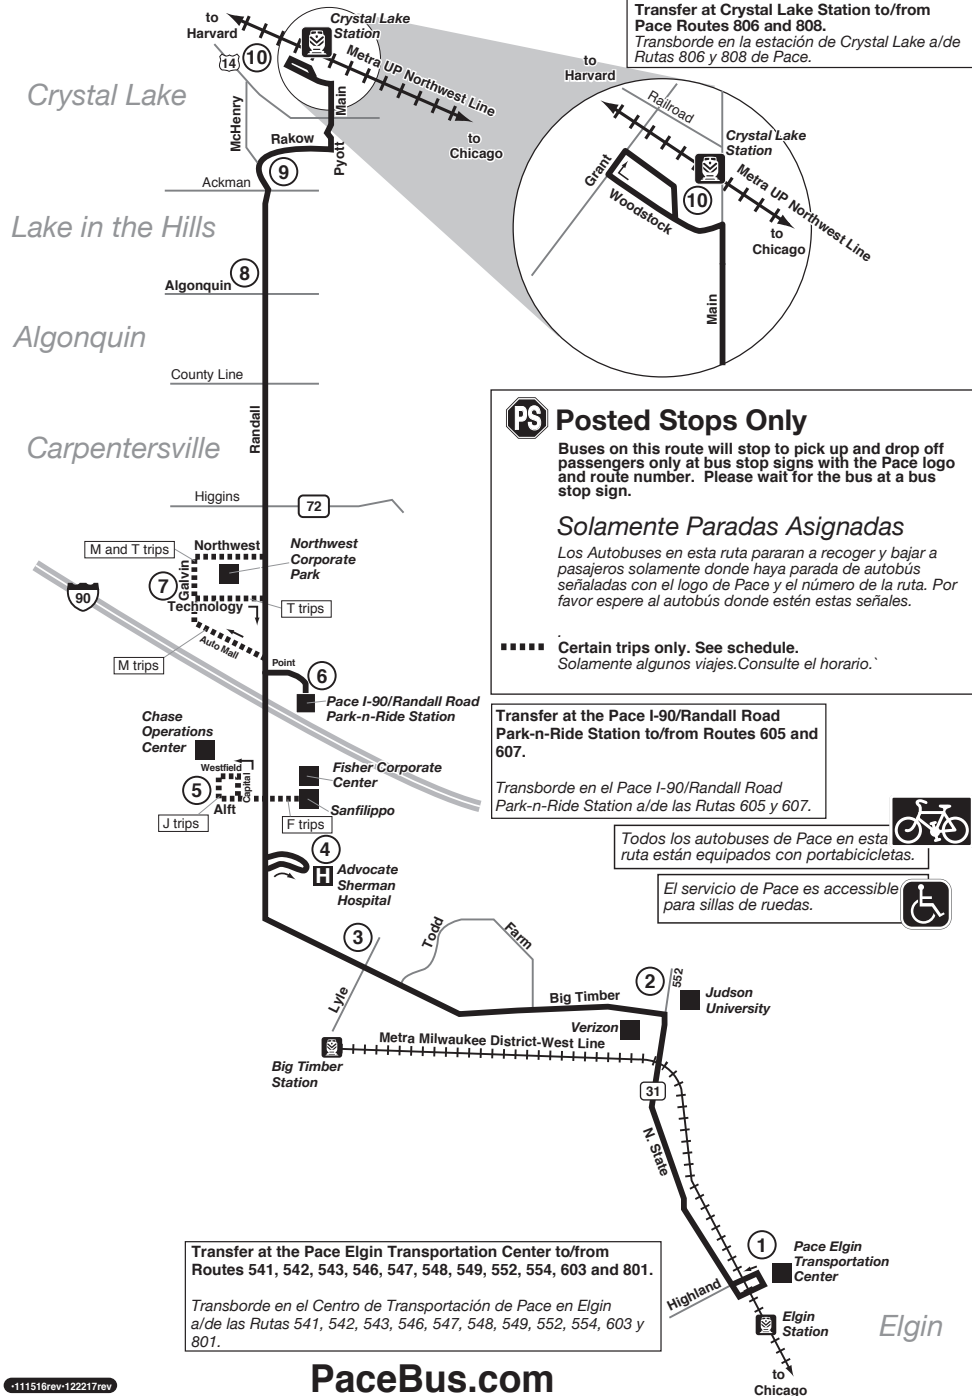 Transfer at Crystal Lake Station to/from
Pace Routes 806 and 808.
Transborde en la estación de Crystal Lake a/de
Rutas 806 y 808 de Pace.
to
Harvard
Crystal Lake
Station
14
10
Metra UP Northwest Line
Crystal Lake
McHenry
Main
to
Chicago
Rakow
Pyott
9
Ackman
to
Harvard
Railroad
Crystal Lake
Station
Grant
10
Woodstock
Metra UP Northwest Line
to
Chicago
Main
Lake in the Hills
8
Algonquin
Algonquin
County Line
Randall
Carpentersville
Higgins
72
PS Posted Stops Only
Buses on this route will stop to pick up and drop off
passengers only at bus stop signs with the Pace logo
and route number.  Please wait for the bus at a bus
stop sign.
Solamente Paradas Asignadas
Los Autobuses en esta ruta pararan a recoger y bajar a
pasajeros solamente donde haya parada de autobús
señaladas con el logo de Pace y el número de la ruta. Por
favor espere al autobús donde estén estas señales.
.
Certain trips only. See schedule.
Solamente algunos viajes.Consulte el horario.`
M and T trips
Northwest
Northwest
Corporate
Park
90
7
Galvin
Technology
T trips
Auto Mall
M trips
Point
6
Pace I-90/Randall Road
Park-n-Ride Station
Chase
Operations
Center
Westfield
Capital
5
Alft
J trips
Fisher Corporate
Center
Sanfilippo
F trips
4
H
Advocate
Sherman
Hospital
Transfer at the Pace I-90/Randall Road
Park-n-Ride Station to/from Routes 605 and
607.
Transborde en el Pace I-90/Randall Road
Park-n-Ride Station a/de las Rutas 605 y 607.
Todos los autobuses de Pace en esta
ruta están equipados con portabicicletas.
El servicio de Pace es accessible
para sillas de ruedas.
3
Todd
Farm
Lyle
Big Timber
2
552
Judson
University
Verizon
Metra Milwaukee District-West Line
Big Timber
Station
31
N. State
1
Pace Elgin
Transportation
Center
Highland
Elgin
Station
Elgin
to
Chicago
Transfer at the Pace Elgin Transportation Center to/from
Routes 541, 542, 543, 546, 547, 548, 549, 552, 554, 603 and 801.
Transborde en el Centro de Transportación de Pace en Elgin
a/de las Rutas 541, 542, 543, 546, 547, 548, 549, 552, 554, 603 y
801.
•111516rev•122217rev
PaceBus.com